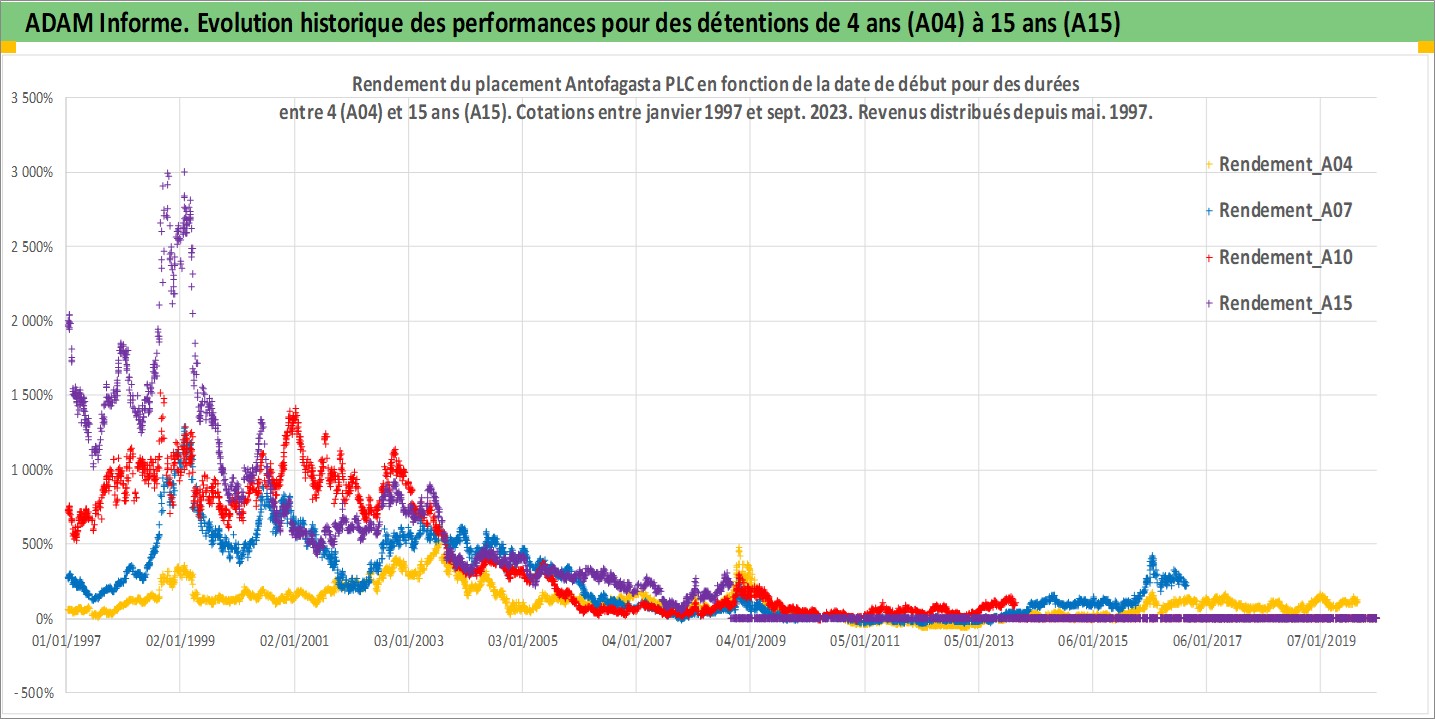 ADAM Informe. Evolution historique des performances pour des détentions de 4 ans (A04) à 15 ans (A15)
Rendement du placement Antofagasta PLC en fonction de la date de début pour des durées
entre 4 (A04) et 15 ans (A15). Cotations entre janvier 1997 et sept. 2023. Revenus distribués depuis mai. 1997.
3 500%
3 000%
2 500%
2 000%
1 500%
1 000%
500%
0%
-500%
Rendement_A04
Rendement_A07
Rendement_A10
Rendement_A15
01/01/1997 02/01/1999 02/01/2001 03/01/2003 03/01/2005 04/01/2007 04/01/2009 05/01/2011 05/01/2013 06/01/2015 06/01/2017 07/01/2019